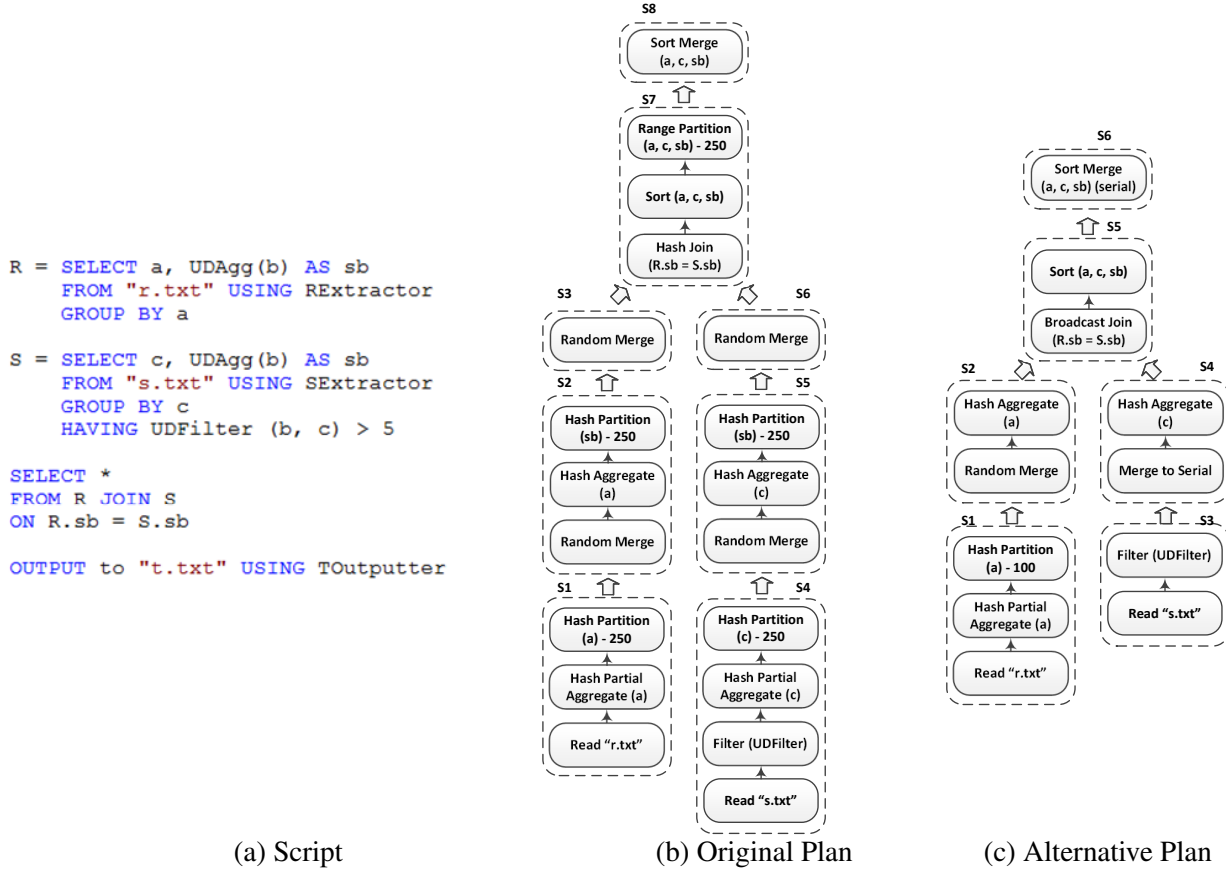 R = SELECT a, UDAgg(b) AS sb
FROM "r.txt" USING RExtractor
GROUP BY a
S = SELECT c, UDAgg(b) AS sb
FROM "s.txt" USING SExtractor
GROUP BY c
HAVING UDFilter (b, c) > 5
SELECT *
FROM R JOIN S
ON R.sb = S.sb
OUTPUT to "t.txt" USING TOutputter
(a) Script
S8
Sort Merge
(a, c, sb)
S7
Range Partition
(a, c, sb) - 250
Sort (a, c, sb)
Hash Join
(R.sb = S.sb)
S3
Random Merge
S2
Hash Partition
(sb) - 250
Hash Aggregate
(a)
Random Merge
S1
Hash Partition
(a) - 250
Hash Partial
Aggregate (a)
Read “r.txt”
S6
Random Merge
S5
Hash Partition
(sb) - 250
Hash Aggregate
(c)
Random Merge
S4
Hash Partition
(c) - 250
Hash Partial
Aggregate (c)
Filter (UDFilter)
Read “s.txt”
(b) Original Plan
S6
Sort Merge
(a, c, sb) (serial)
S5
Sort (a, c, sb)
Broadcast Join
(R.sb = S.sb)
S2
Hash Aggregate
(a)
Random Merge
S1
Hash Partition
(a) - 100
Hash Partial
Aggregate (a)
Read “r.txt”
S4
Hash Aggregate
(c)
Merge to Serial
S3
Filter (UDFilter)
Read “s.txt”
(c) Alternative Plan